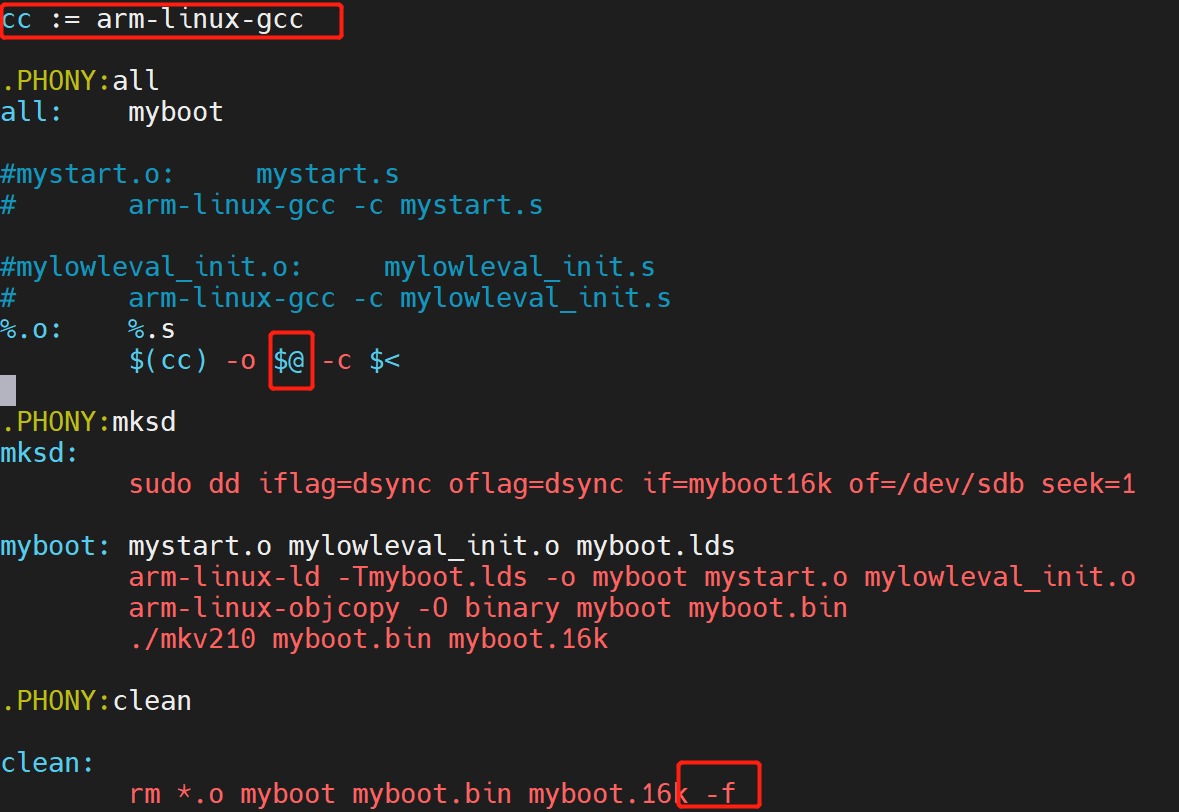 cc := arm-linux-gcc
.PHONY:all
all:    myboot
#mystart.o:     mystart.s
#       arm-linux-gcc -c mystart.s
#mylowleval_init.o:     mylowleval_init.s
#       arm-linux-gcc -c mylowleval_init.s
%.o:    %.s
        $(cc) -o $@ -c $<
.PHONY:mksd
mksd:
        sudo dd iflag=dsync oflag=dsync if=myboot16k of=/dev/sdb seek=1
myboot: mystart.o mylowleval_init.o myboot.lds
        arm-linux-ld -Tmyboot.lds -o myboot mystart.o mylowleval_init.o
        arm-linux-objcopy -O binary myboot myboot.bin
        ./mkv210 myboot.bin myboot.16k
.PHONY:clean
clean:
        rm *.o myboot myboot.bin myboot.16k -f